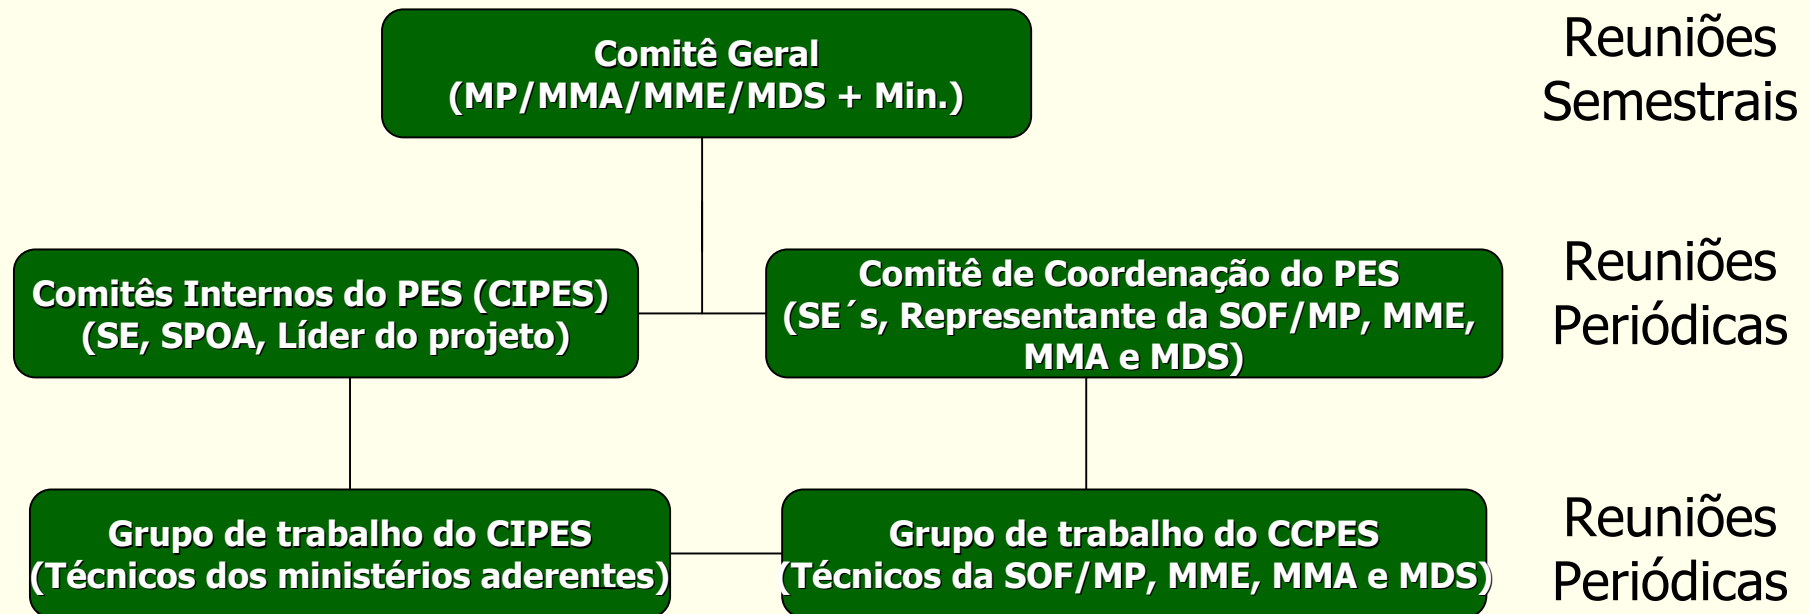 Comitê Geral
(MP/MMA/MME/MDS + Min.)
Reuniões
Semestrais
Comitês Internos do PES (CIPES)
(SE, SPOA, Líder do projeto)
Comitê de Coordenação do PES
(SE´s, Representante da SOF/MP, MME,
MMA e MDS)
Reuniões
Periódicas
Grupo de trabalho do CIPES
(Técnicos dos ministérios aderentes)
Grupo de trabalho do CCPES
(Técnicos da SOF/MP, MME, MMA e MDS)
Reuniões
Periódicas